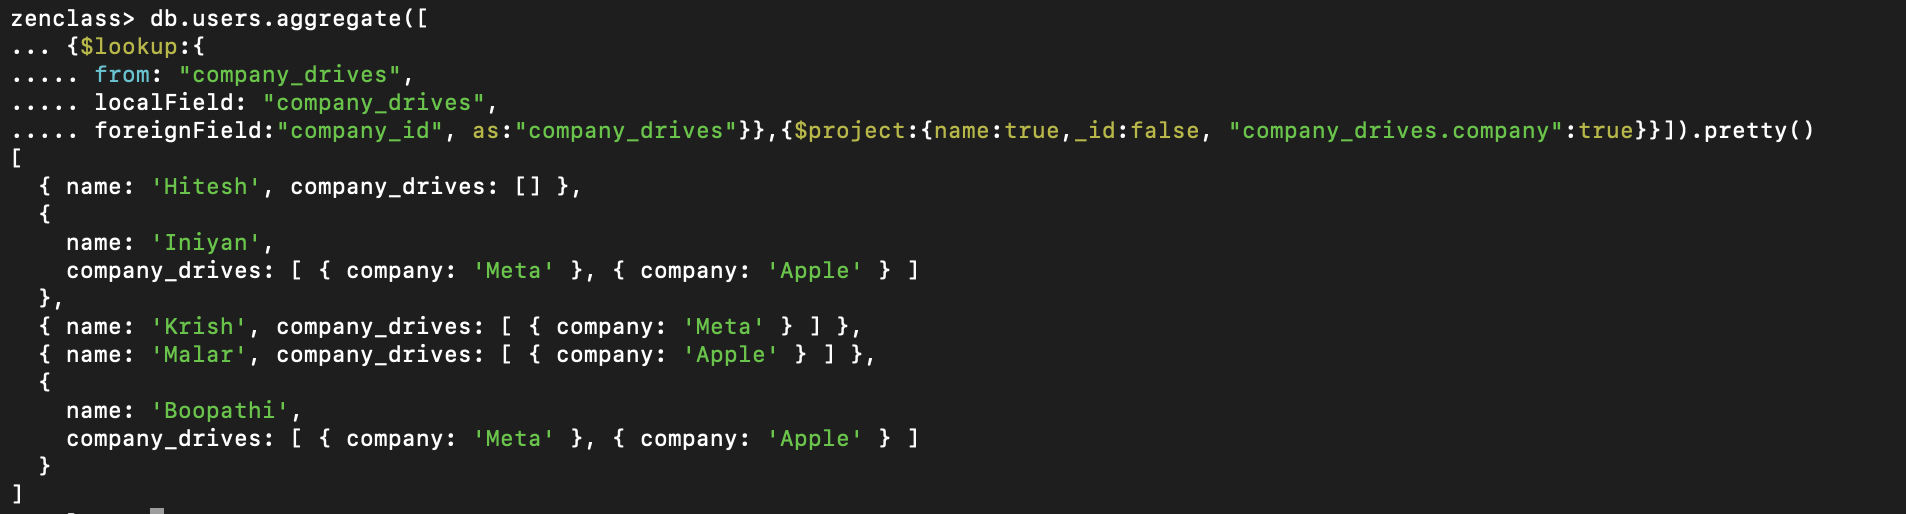 zenclass> db.users.aggregate([
... {$lookup:{
..... from: "company_drives",
..... localField: "company_drives",
..... foreignField:"company_id", as:"company_drives"}},{$project:{name:true,_id:false, "company_drives.company":true}}]).pretty()
[
  { name: 'Hitesh', company_drives: [] },
  {
    name: 'Iniyan',
    company_drives: [ { company: 'Meta' }, { company: 'Apple' } ]
  },
  { name: 'Krish', company_drives: [ { company: 'Meta' } ] },
  { name: 'Malar', company_drives: [ { company: 'Apple' } ] },
  {
    name: 'Boopathi',
    company_drives: [ { company: 'Meta' }, { company: 'Apple' } ]
  }
]